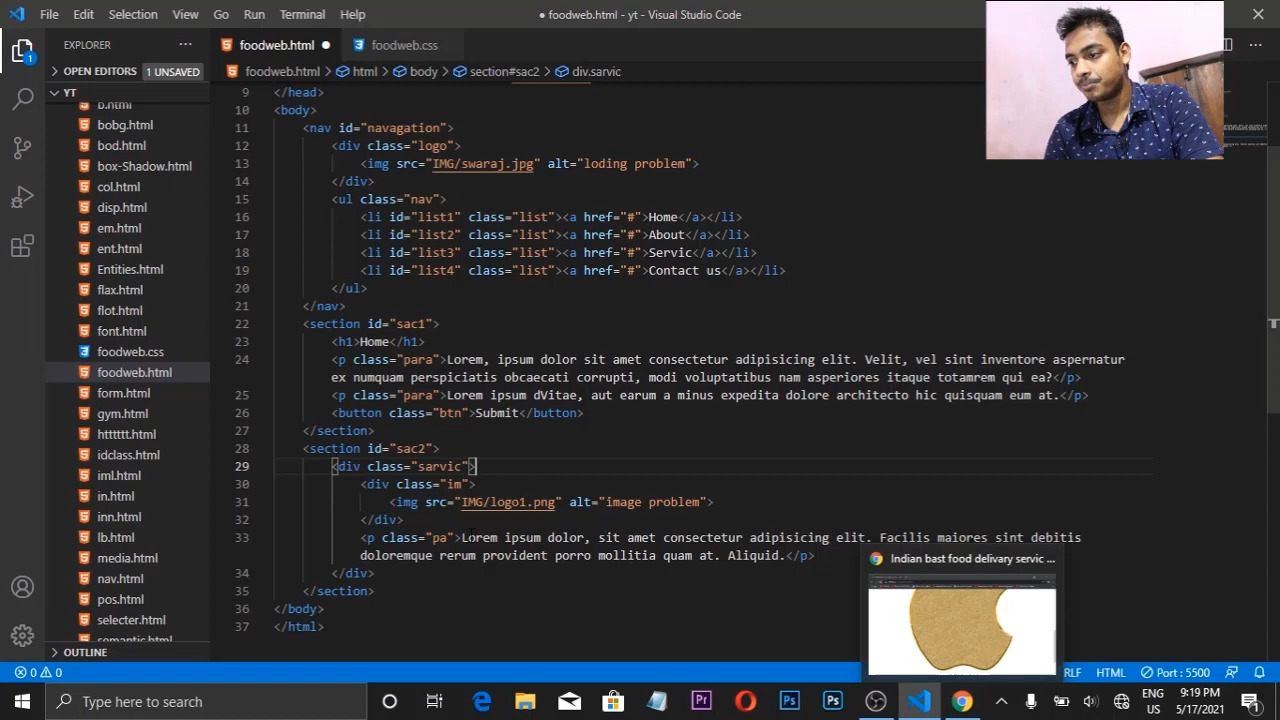 File Edit Selection View Go Run Terminal Help
● foodweb.html - yt - Visual Studio Code
EXPLORER
OPEN EDITORS 1 UNSAVED
YT
b.html
bobg.html
bod.html
box-Shadow.html
col.html
disp.html
em.html
ent.html
Entities.html
flax.html
flot.html
font.html
foodweb.css
foodweb.html
form.html
gym.html
httttttt.html
idclass.html
iml.html
in.html
inn.html
lb.html
media.html
nav.html
pos.html
selecter.html
semantic.html
OUTLINE
1
foodweb.html ● foodweb.css
foodweb.html > html > body > section#sac2 > div.sarvic
9 </head>
10 <body>
11 <nav id="navagation">
12 <div class="logo">
13 <img src="IMG/swaraj.jpg" alt="loding problem">
14 </div>
15 <ul class="nav">
16 <li id="list1" class="list"><a href="#">Home</a></li>
17 <li id="list2" class="list"><a href="#">About</a></li>
18 <li id="list3" class="list"><a href="#">Servic</a></li>
19 <li id="list4" class="list"><a href="#">Contact us</a></li>
20 </ul>
21 </nav>
22 <section id="sac1">
23 <h1>Home</h1>
24 <p class="para">Lorem, ipsum dolor sit amet consectetur adipisicing elit. Velit, vel sint inventore aspernatur
ex numquam perspiciatis obcaecati corrupti, modi voluptatibus nam asperiores itaque totamrem qui ea?</p>
25 <p class="para">Lorem ipsum dVitae, aut earum a minus expedita dolore architecto hic quisquam eum at.</p>
26 <button class="btn">Submit</button>
27 </section>
28 <section id="sac2">
29 <div class="sarvic">
30 <div class="im">
31 <img src="IMG/logo1.png" alt="image problem">
32 </div>
33 <p class="pa">Lorem ipsum dolor, sit amet consectetur adipisicing elit. Facilis maiores sint debitis
doloremque rerum provident porro mollitia quam at. Aliquid.</p>
34 </div>
35 </section>
36 </body>
37 </html>
Indian bast food delivary servic ...
0 0
RLF HTML Port : 5500
Type here to search
Pr Ps Ps
ENG
US
9:19 PM
5/17/2021
1